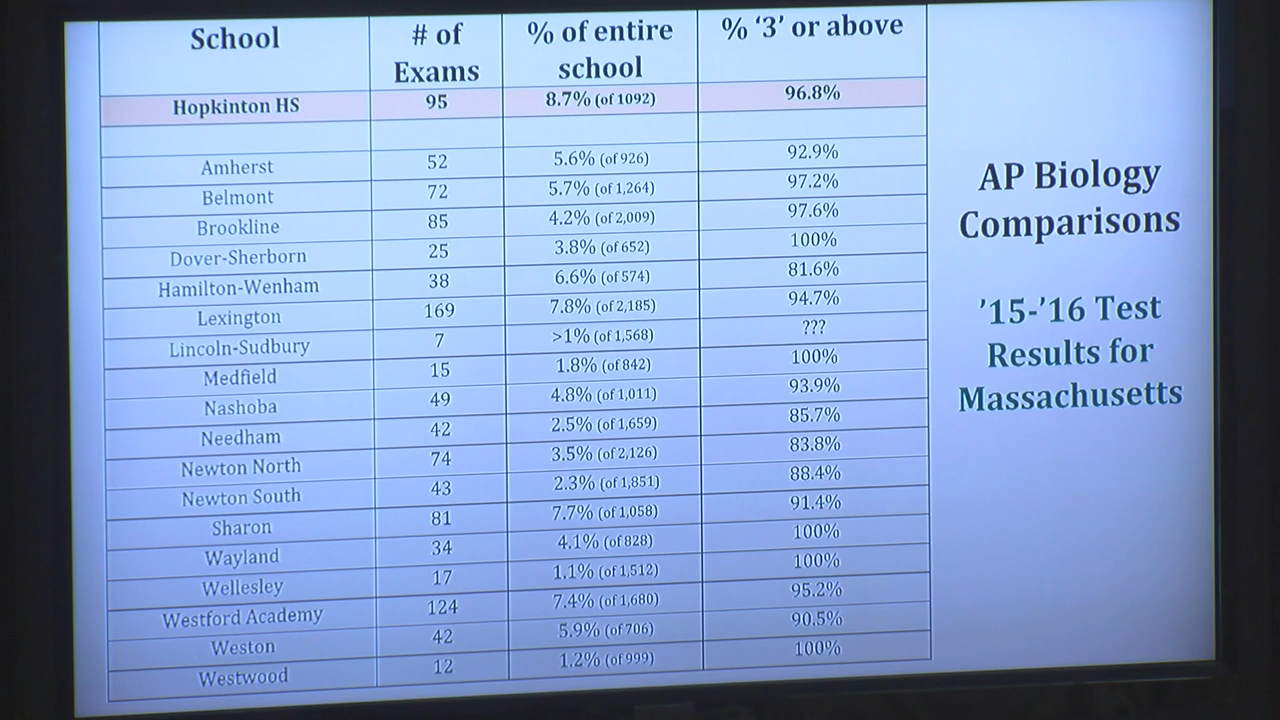 School # of Exams % of entire school % '3' or above
Hopkinton HS 95 8.7% (of 1092) 96.8%
Amherst 52 5.6% (of 926) 92.9%
Belmont 72 5.7% (of 1,264) 97.2%
Brookline 85 4.2% (of 2,009) 97.6%
Dover-Sherborn 25 3.8% (of 652) 100%
Hamilton-Wenham 38 6.6% (of 574) 81.6%
Lexington 169 7.8% (of 2,185) 94.7%
Lincoln-Sudbury 7 >1% (of 1,568) ???
Medfield 15 1.8% (of 842) 100%
Nashoba 49 4.8% (of 1,011) 93.9%
Needham 42 2.5% (of 1,659) 85.7%
Newton North 74 3.5% (of 2,126) 83.8%
Newton South 43 2.3% (of 1,851) 88.4%
Sharon 81 7.7% (of 1,058) 91.4%
Wayland 34 4.1% (of 828) 100%
Wellesley 17 1.1% (of 1,512) 100%
Westford Academy 124 7.4% (of 1,680) 95.2%
Weston 42 5.9% (of 706) 90.5%
Westwood 12 1.2% (of 999) 100%
AP Biology
Comparisons
'15-'16 Test
Results for
Massachusetts